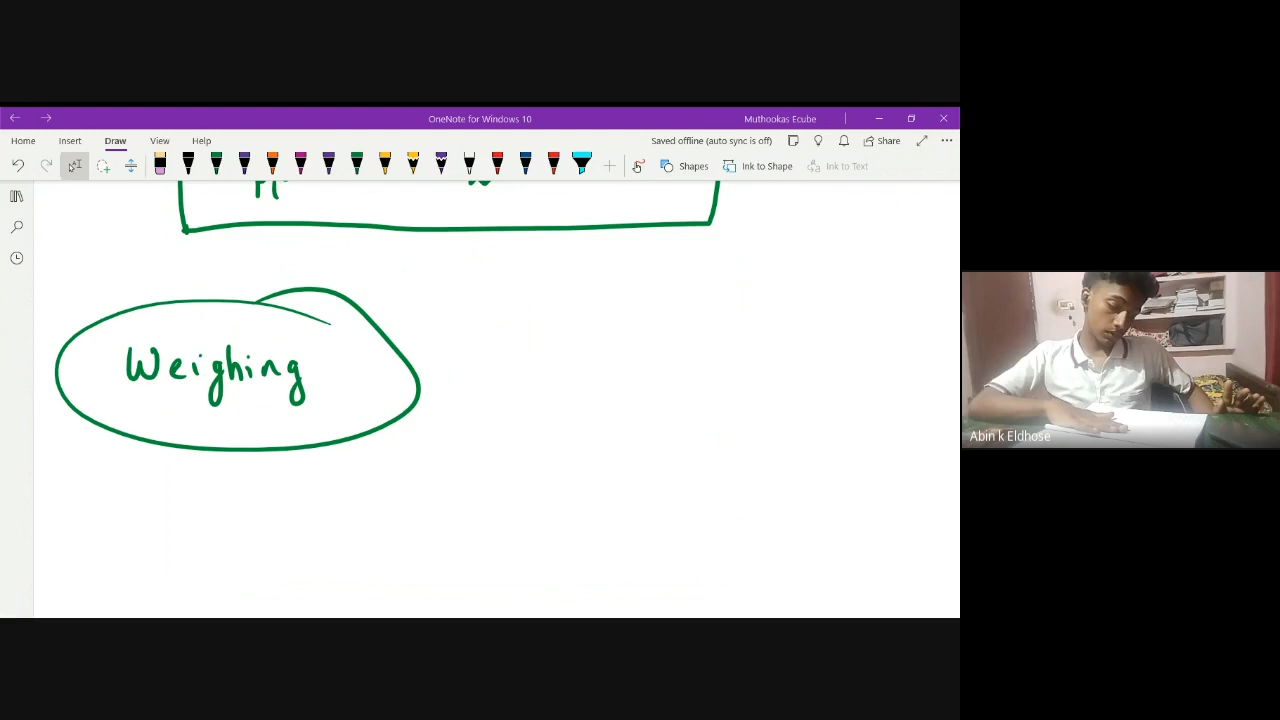 OneNote for Windows 10
Muthookas Ecube
Home Insert Draw View Help
Saved offline (auto sync is off)
Share
Shapes
Ink to Shape
Ink to Text
Weighing
Abin k Eldhose